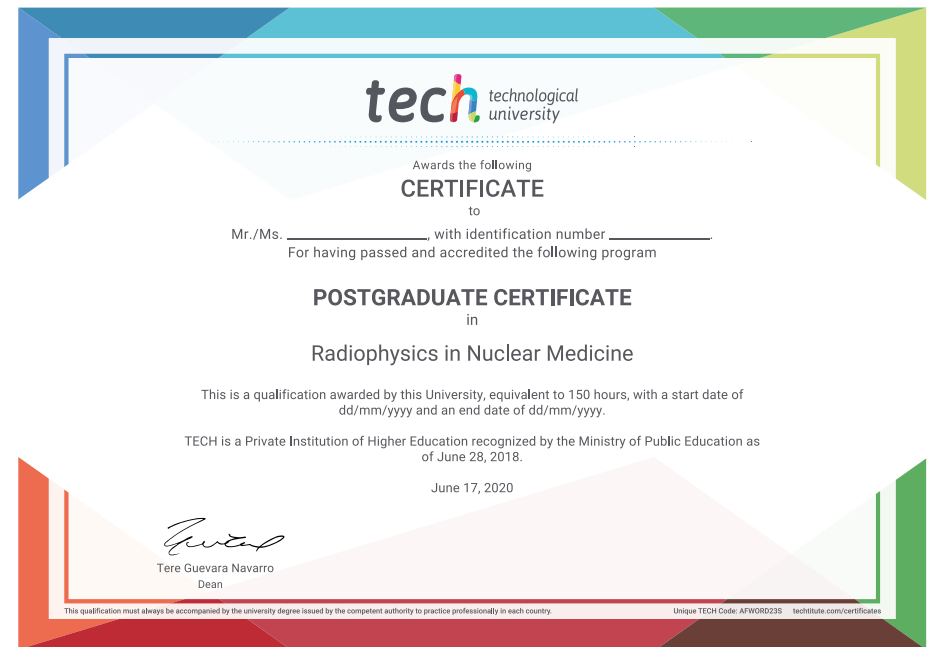 tech technological
university
Awards the following
CERTIFICATE
to
Mr./Ms. ____________________, with identification number ______________.
For having passed and accredited the following program
POSTGRADUATE CERTIFICATE
in
Radiophysics in Nuclear Medicine
This is a qualification awarded by this University, equivalent to 150 hours, with a start date of
dd/mm/yyyy and an end date of dd/mm/yyyy.
TECH is a Private Institution of Higher Education recognized by the Ministry of Public Education as
of June 28, 2018.
June 17, 2020
Tere Guevara Navarro
Dean
This qualification must always be accompanied by the university degree issued by the competent authority to practice professionally in each country.
Unique TECH Code: AFWORD23S techtitute.com/certificates